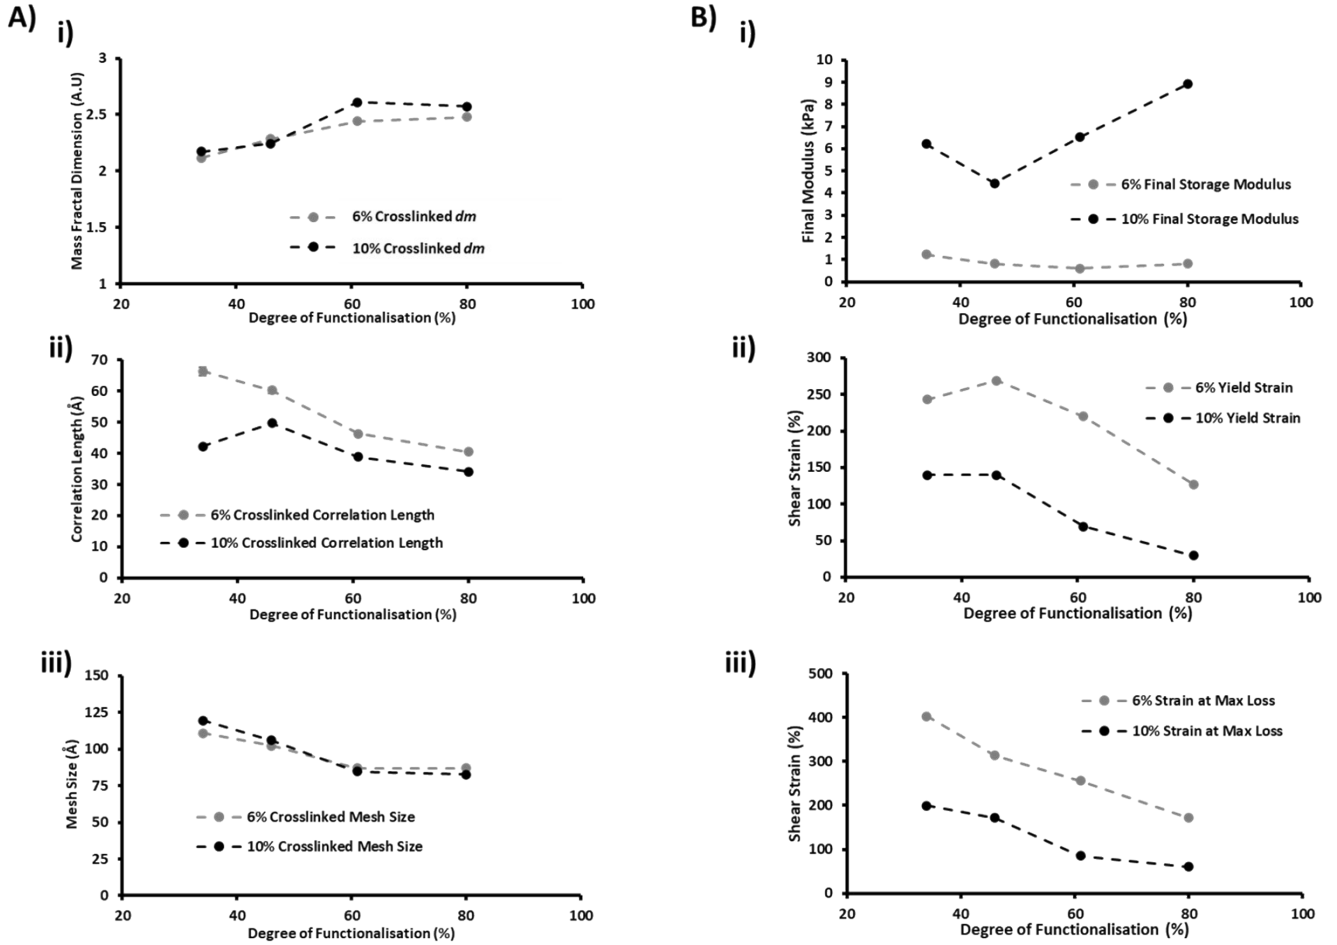 A)
i)
3
2.5
2
1.5
1
Mass Fractal Dimension (A.U)
6% Crosslinked dm
10% Crosslinked dm
20 40 60 80 100
Degree of Functionalisation (%)
ii)
70
60
50
40
30
20
10
0
Correlation Length (Å)
6% Crosslinked Correlation Length
10% Crosslinked Correlation Length
20 40 60 80 100
Degree of Functionalisation (%)
iii)
150
125
100
75
50
25
0
Mesh Size (Å)
6% Crosslinked Mesh Size
10% Crosslinked Mesh Size
20 40 60 80 100
Degree of Functionalisation (%)
B)
i)
10
9
8
7
6
5
4
3
2
1
0
Final Modulus (kPa)
6% Final Storage Modulus
10% Final Storage Modulus
20 40 60 80 100
Degree of Functionalisation (%)
ii)
300
250
200
150
100
50
0
Shear Strain (%)
6% Yield Strain
10% Yield Strain
20 40 60 80 100
Degree of Functionalisation (%)
iii)
500
400
300
200
100
0
Shear Strain (%)
6% Strain at Max Loss
10% Strain at Max Loss
20 40 60 80 100
Degree of Functionalisation (%)